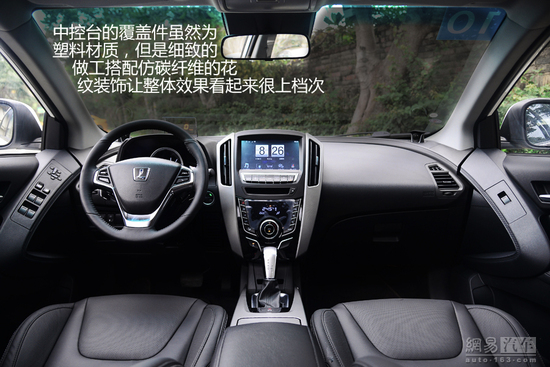 中控台的覆盖件虽然为
塑料材质，但是细致的
做工搭配仿碳纤维的花
纹装饰让整体效果看起来很上档次
8 26
网易汽车
auto.163.com